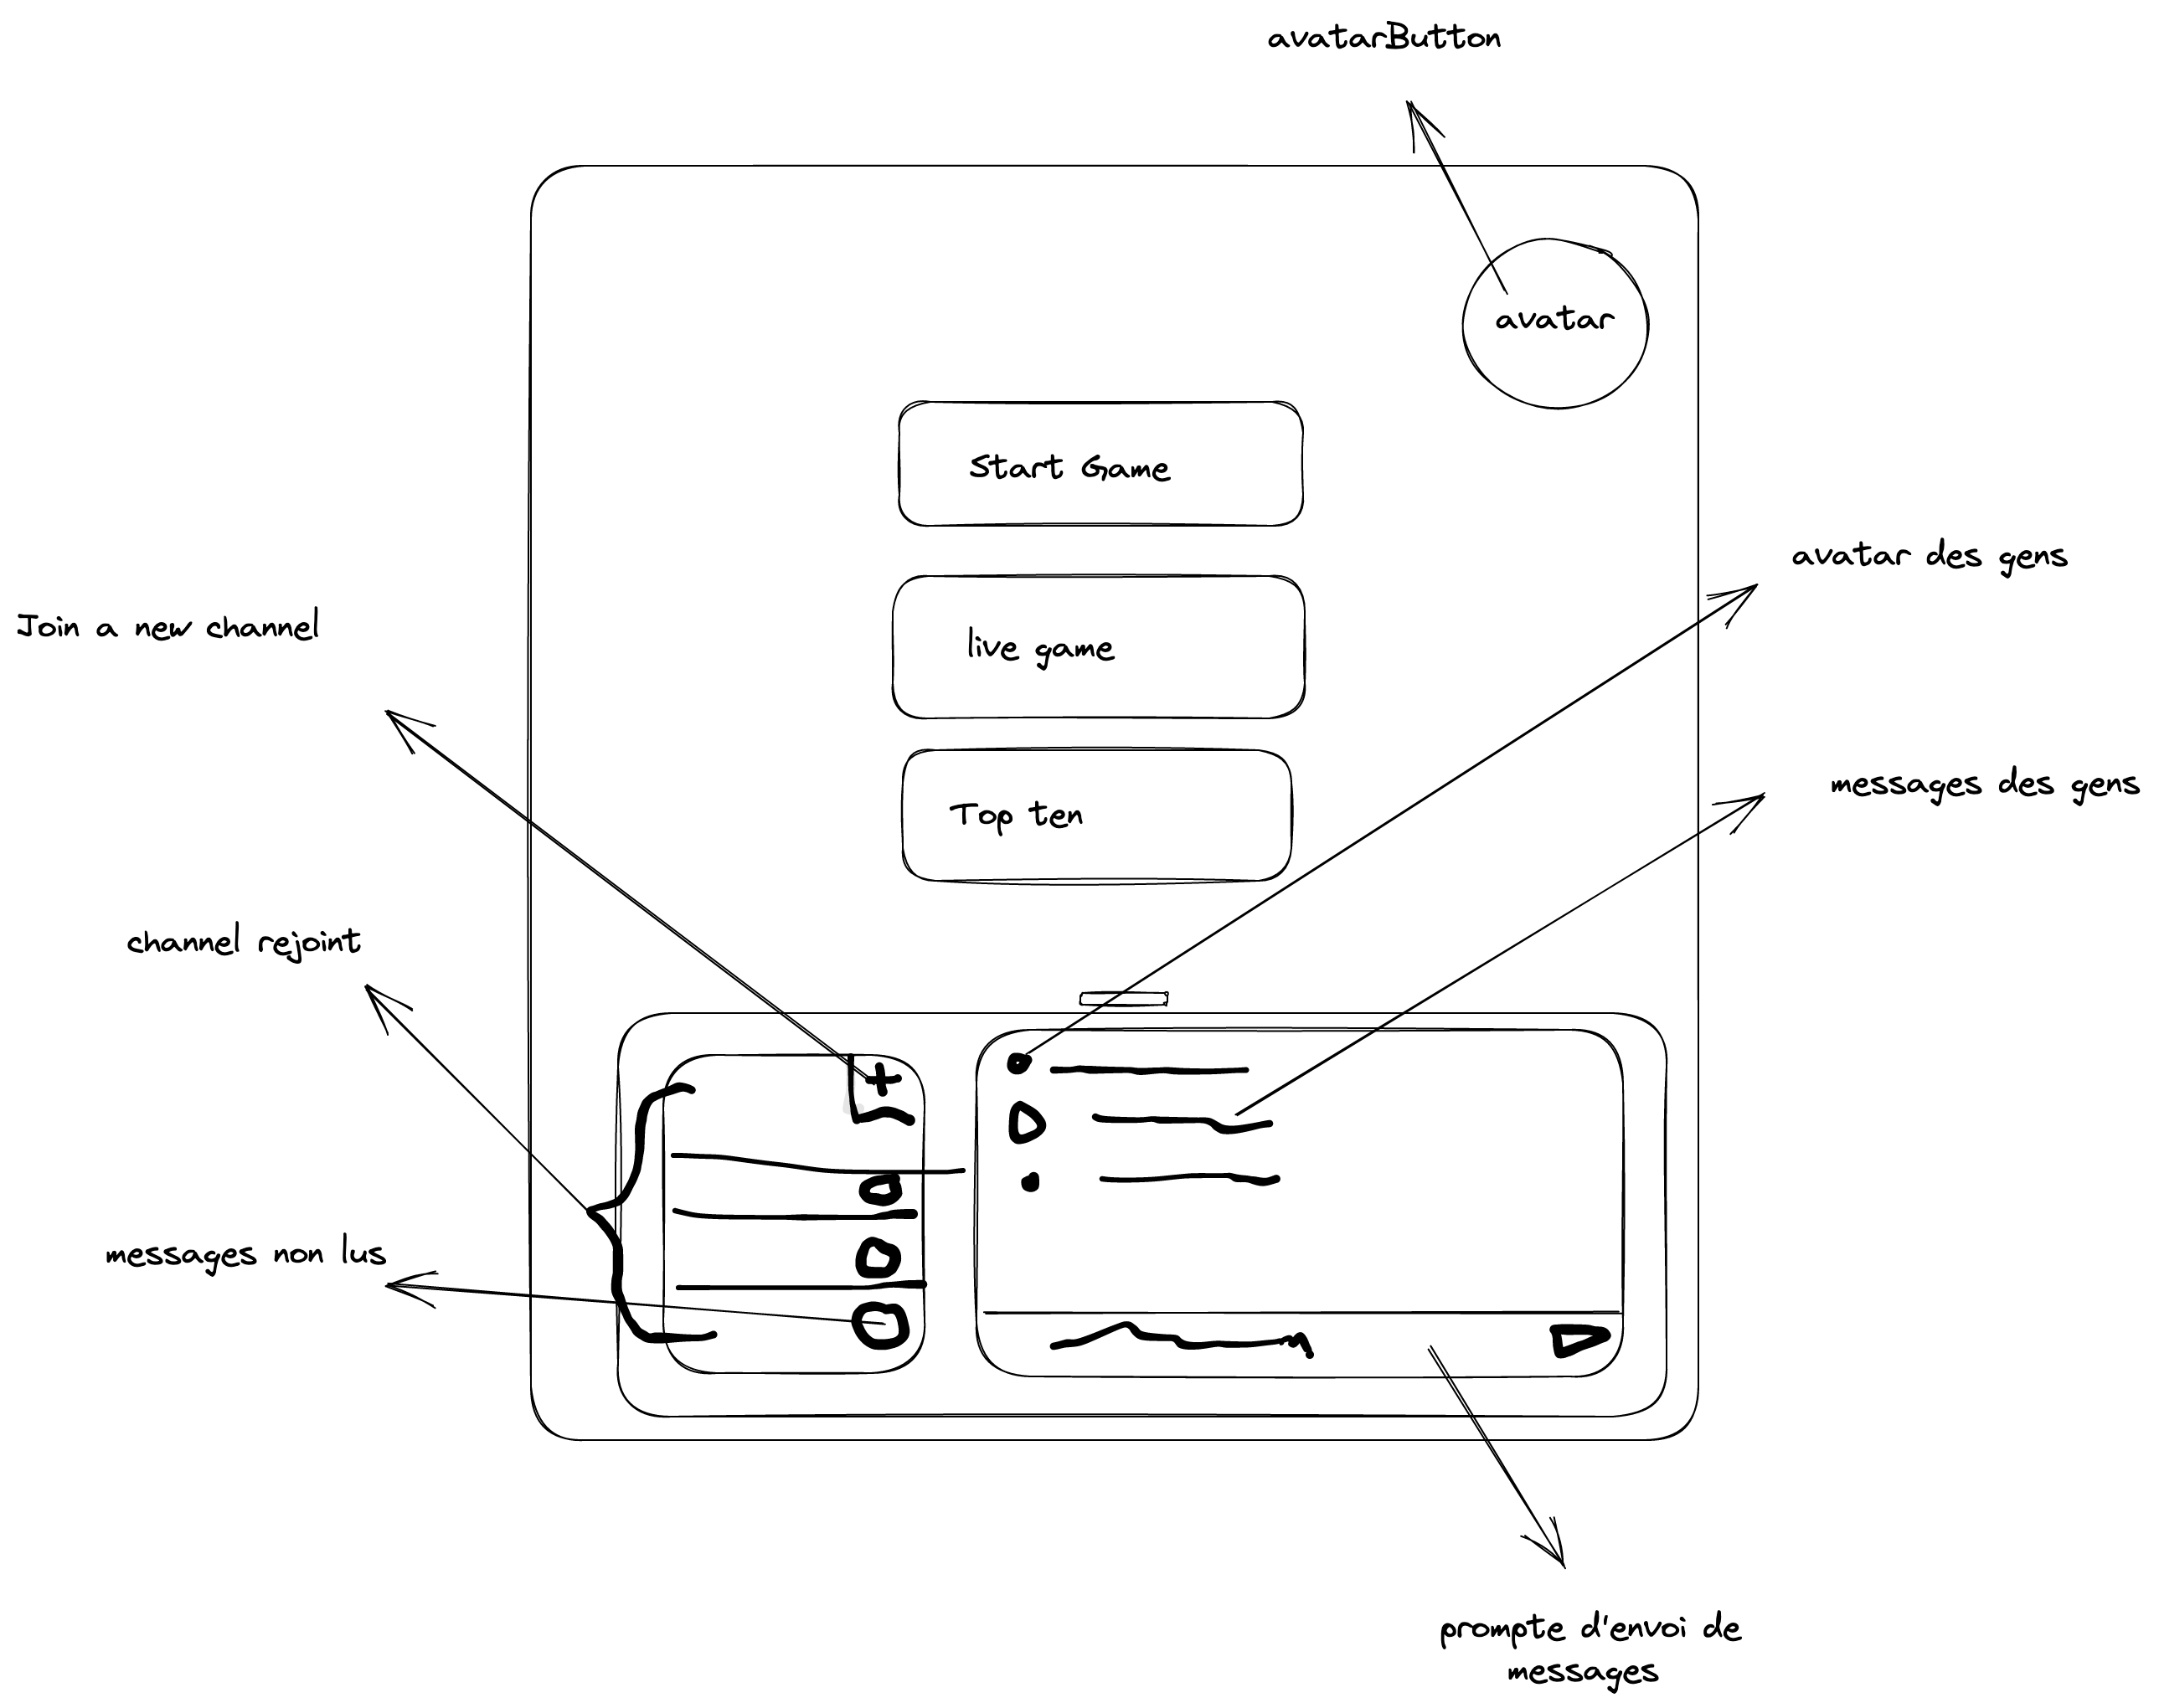 avatarButton
avatar
Start Game
avatar des gens
Join a new channel
live game
messages des gens
Top ten
channel rejoint
messages non lus
prompte d'envoi de
messages